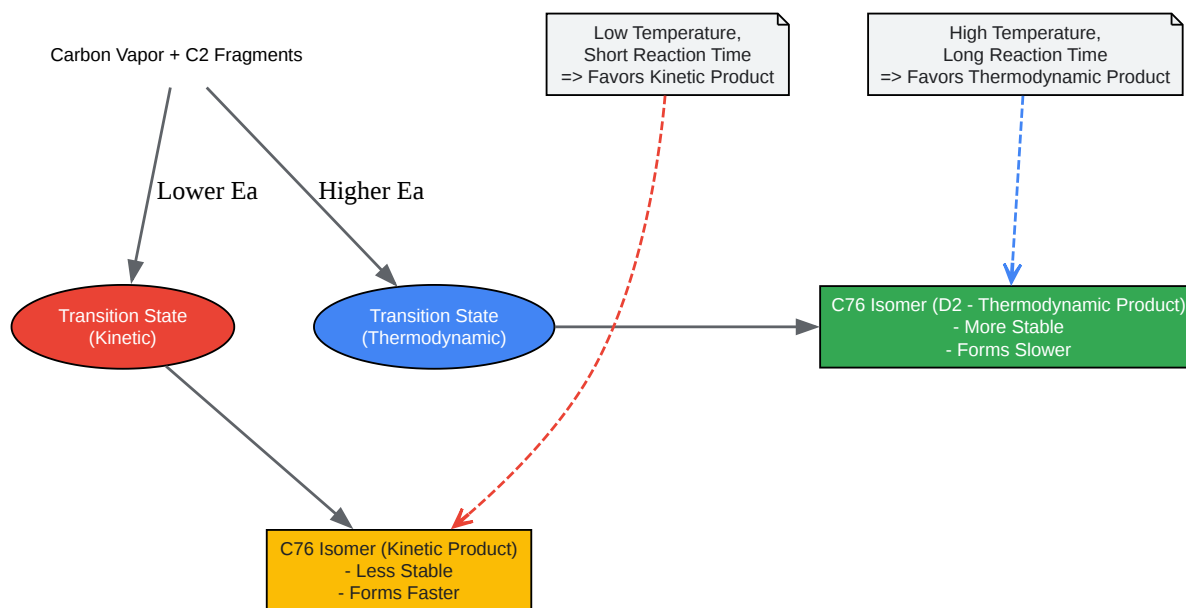 Low Temperature,
Short Reaction Time
=> Favors Kinetic Product
High Temperature,
Long Reaction Time
=> Favors Thermodynamic Product
Carbon Vapor + C2 Fragments
Lower Ea
Higher Ea
Transition State
(Kinetic)
Transition State
(Thermodynamic)
C76 Isomer (D2 - Thermodynamic Product)
- More Stable
- Forms Slower
C76 Isomer (Kinetic Product)
- Less Stable
- Forms Faster